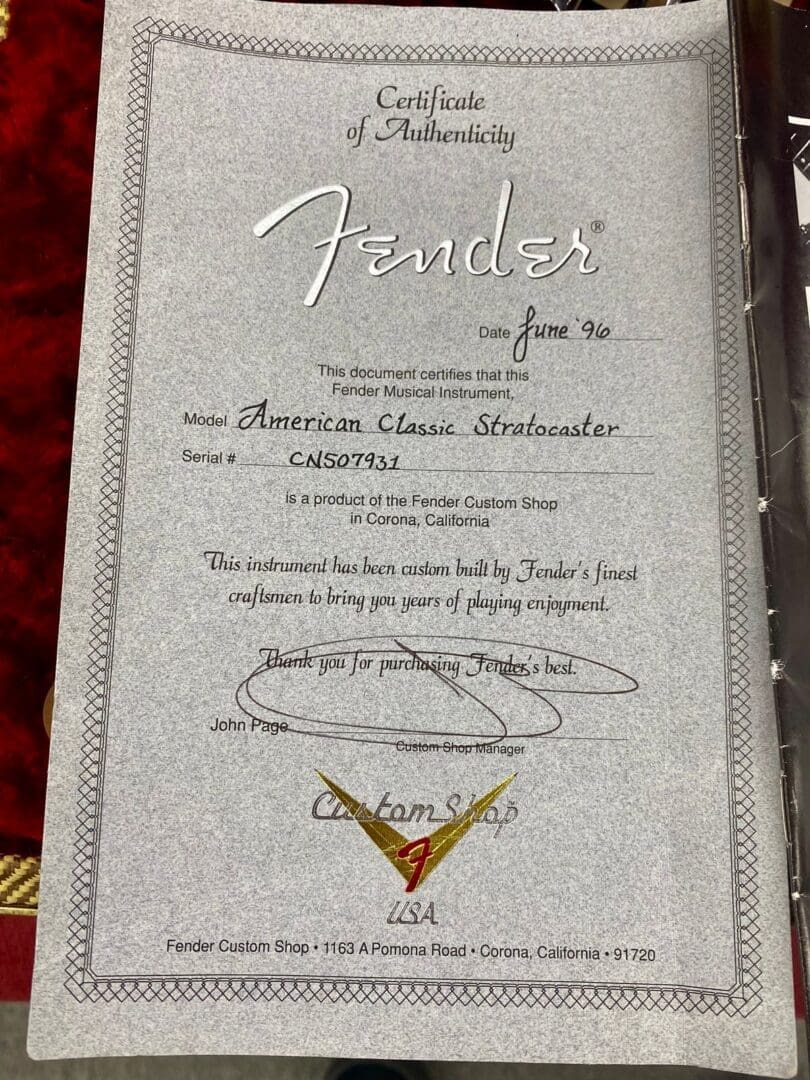 Certificate
of Authenticity
Fender®
Date June '96
This document certifies that this
Fender Musical Instrument,
Model American Classic Stratocaster
Serial # CN507931
is a product of the Fender Custom Shop
in Corona, California
This instrument has been custom built by Fender's finest
craftsmen to bring you years of playing enjoyment.
Thank you for purchasing Fender's best.
John Page
Custom Shop Manager
Custom Shop
F
USA
Fender Custom Shop • 1163 A Pomona Road • Corona, California • 91720